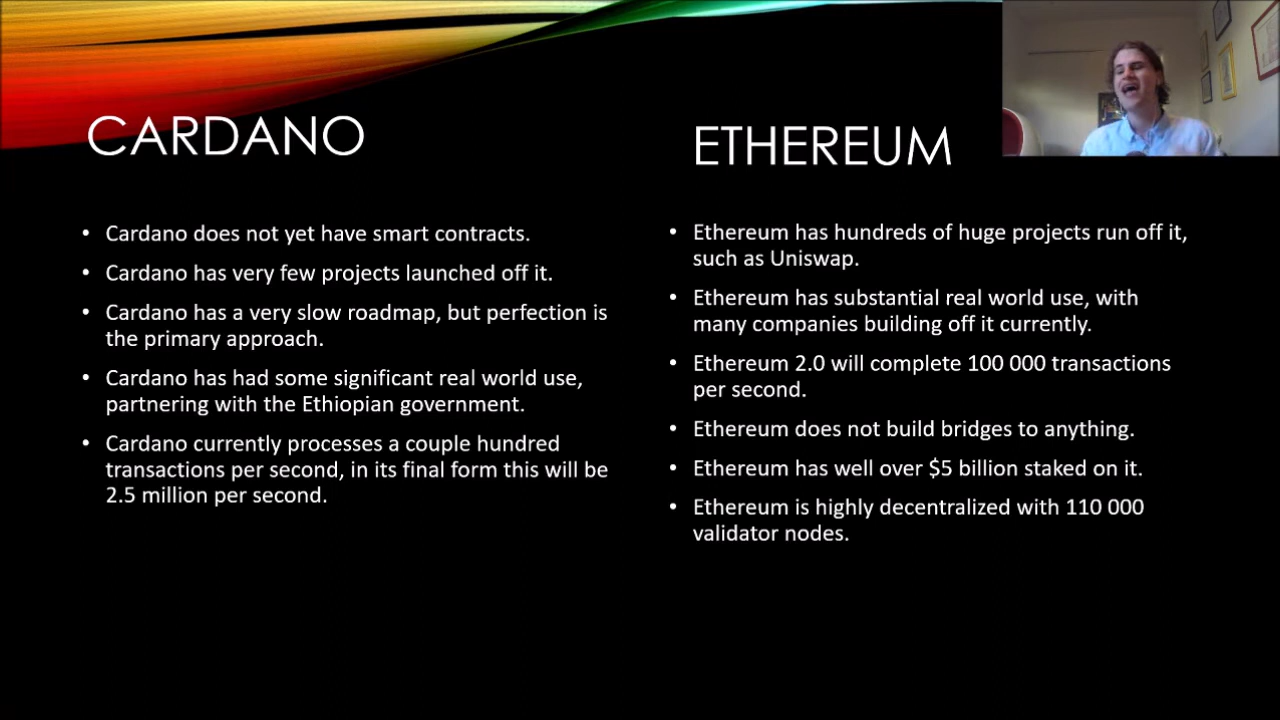 CARDANO
• Cardano does not yet have smart contracts.
• Cardano has very few projects launched off it.
• Cardano has a very slow roadmap, but perfection is
the primary approach.
• Cardano has had some significant real world use,
partnering with the Ethiopian government.
• Cardano currently processes a couple hundred
transactions per second, in its final form this will be
2.5 million per second.
ETHEREUM
• Ethereum has hundreds of huge projects run off it,
such as Uniswap.
• Ethereum has substantial real world use, with
many companies building off it currently.
• Ethereum 2.0 will complete 100 000 transactions
per second.
• Ethereum does not build bridges to anything.
• Ethereum has well over $5 billion staked on it.
• Ethereum is highly decentralized with 110 000
validator nodes.